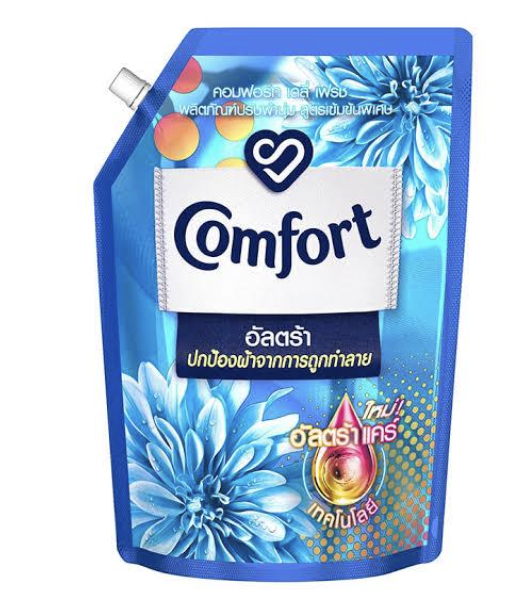 คอมฟอร์ท เดลี่ เฟรช
ผลิตภัณฑ์ปรับผ้านุ่ม สูตรเข้มข้นพิเศษ
Comfort
อัลตร้า
ปกป้องผ้าจากการถูกทำลาย
ใหม่!
อัลตร้าแคร์
เทคโนโลยี